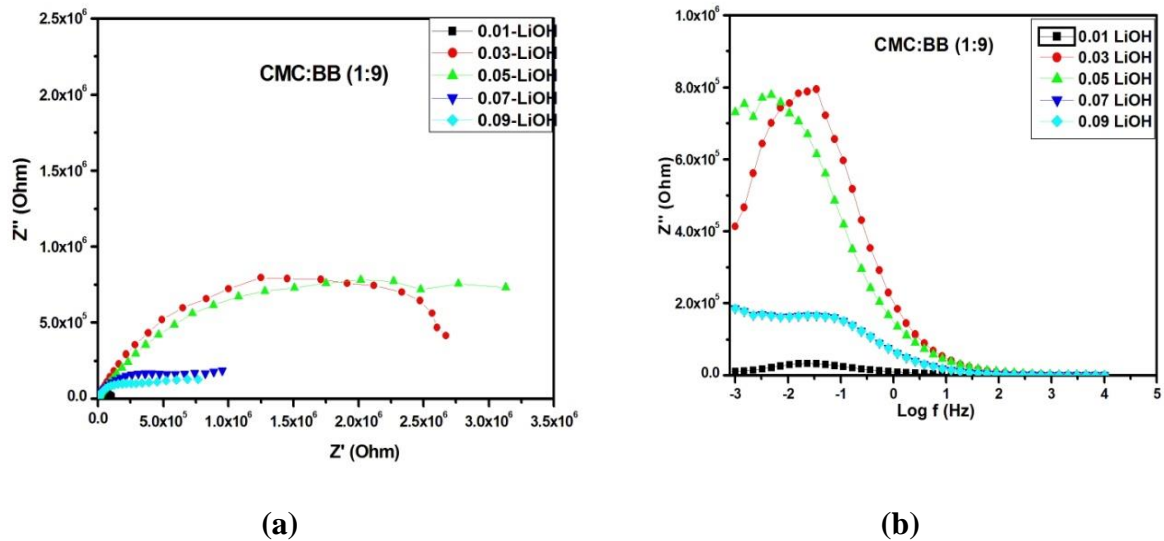 2.5x10⁶
2.0x10⁶
1.5x10⁶
1.0x10⁶
5.0x10⁵
0.0
Z'' (Ohm)
CMC:BB (1:9)
0.01-LiOH
0.03-LiOH
0.05-LiOH
0.07-LiOH
0.09-LiOH
0.0 5.0x10⁵ 1.0x10⁶ 1.5x10⁶ 2.0x10⁶ 2.5x10⁶ 3.0x10⁶ 3.5x10⁶
Z' (Ohm)
(a)
1.0x10⁶
8.0x10⁵
6.0x10⁵
4.0x10⁵
2.0x10⁵
0.0
Z'' (Ohm)
CMC:BB (1:9)
0.01 LiOH
0.03 LiOH
0.05 LiOH
0.07 LiOH
0.09 LiOH
-3 -2 -1 0 1 2 3 4 5
Log f (Hz)
(b)